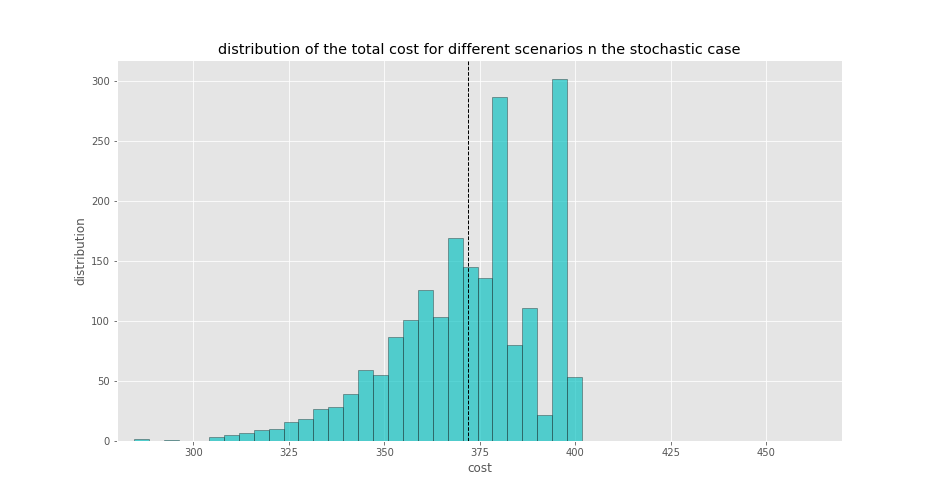 distribution of the total cost for different scenarios n the stochastic case
300
250
200
150
100
50
0
distribution
300 325 350 375 400 425 450
cost